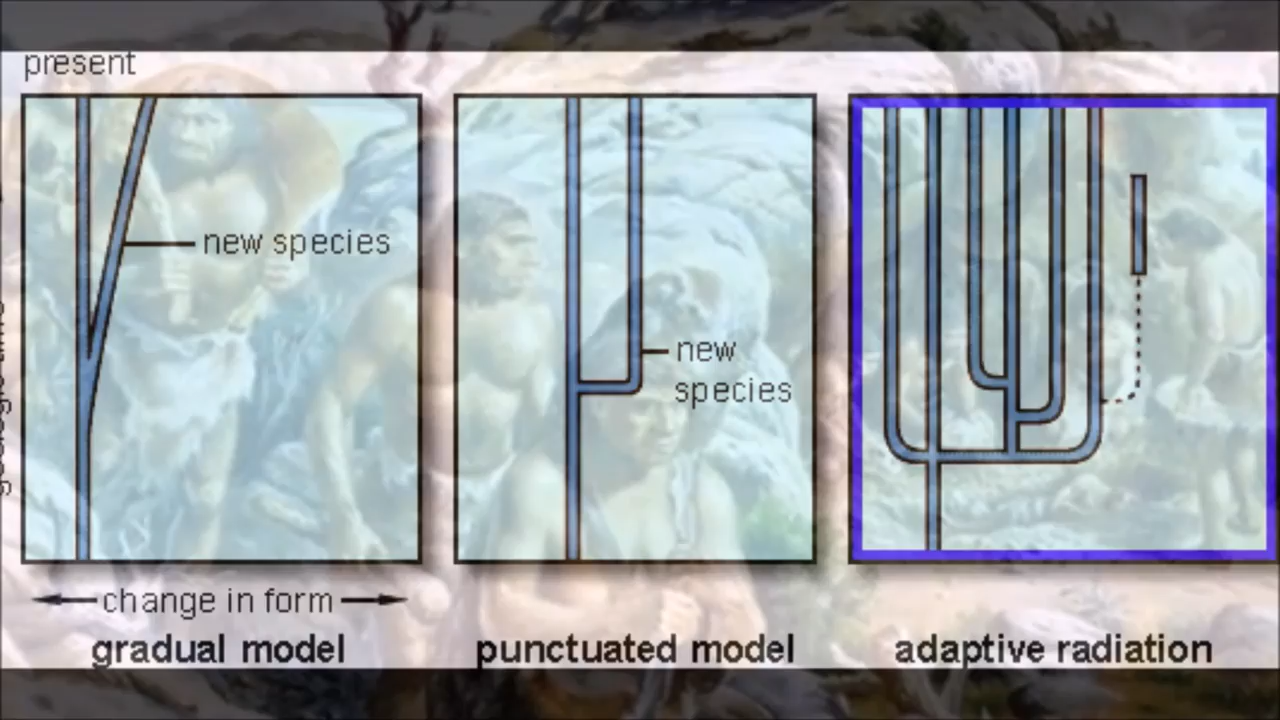 present
new species
new
species
change in form
gradual model
punctuated model
adaptive radiation